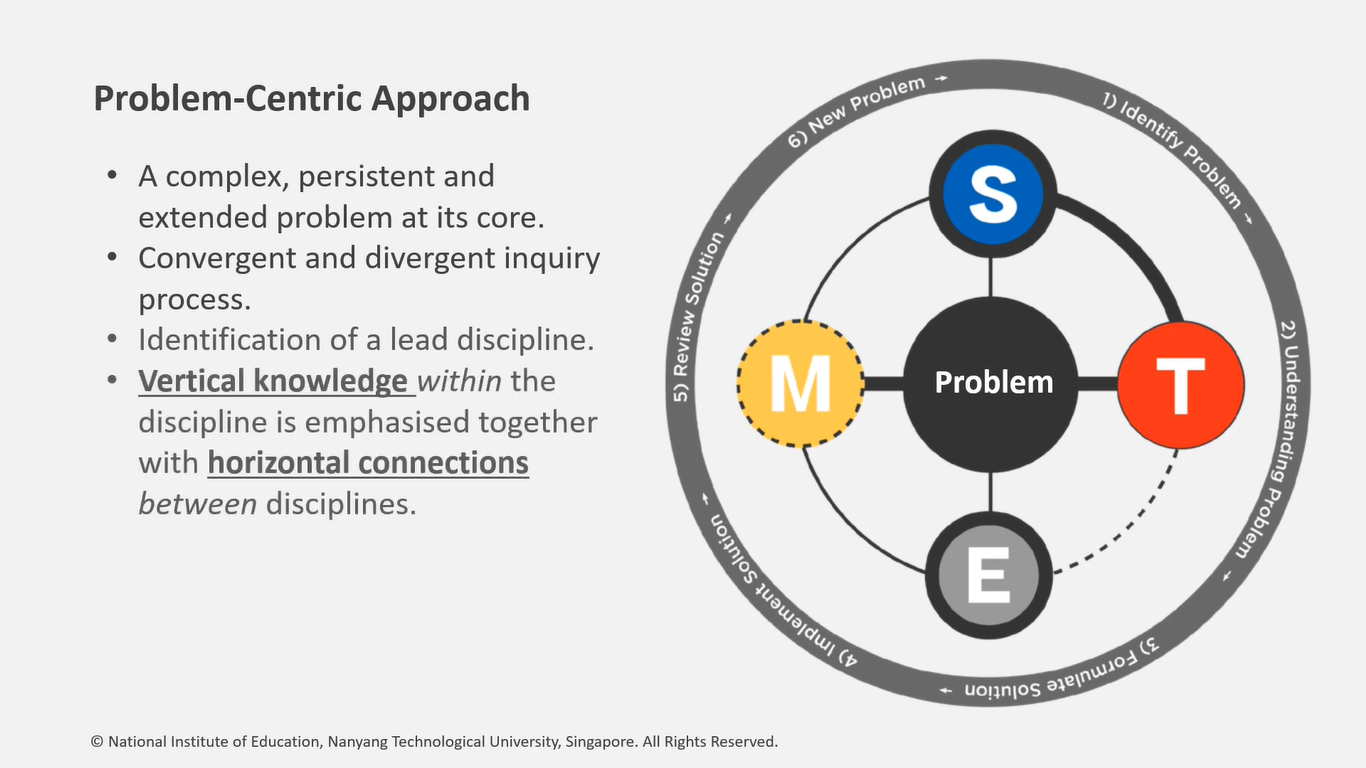 Problem-Centric Approach
• A complex, persistent and
extended problem at its core.
• Convergent and divergent inquiry
process.
• Identification of a lead discipline.
• Vertical knowledge within the
discipline is emphasised together
with horizontal connections
between disciplines.
1) Identify Problem →
2) Understanding Problem →
3) Formulate Solution →
4) Implement Solution →
5) Review Solution →
6) New Problem →
S
M
Problem
T
E
© National Institute of Education, Nanyang Technological University, Singapore. All Rights Reserved.